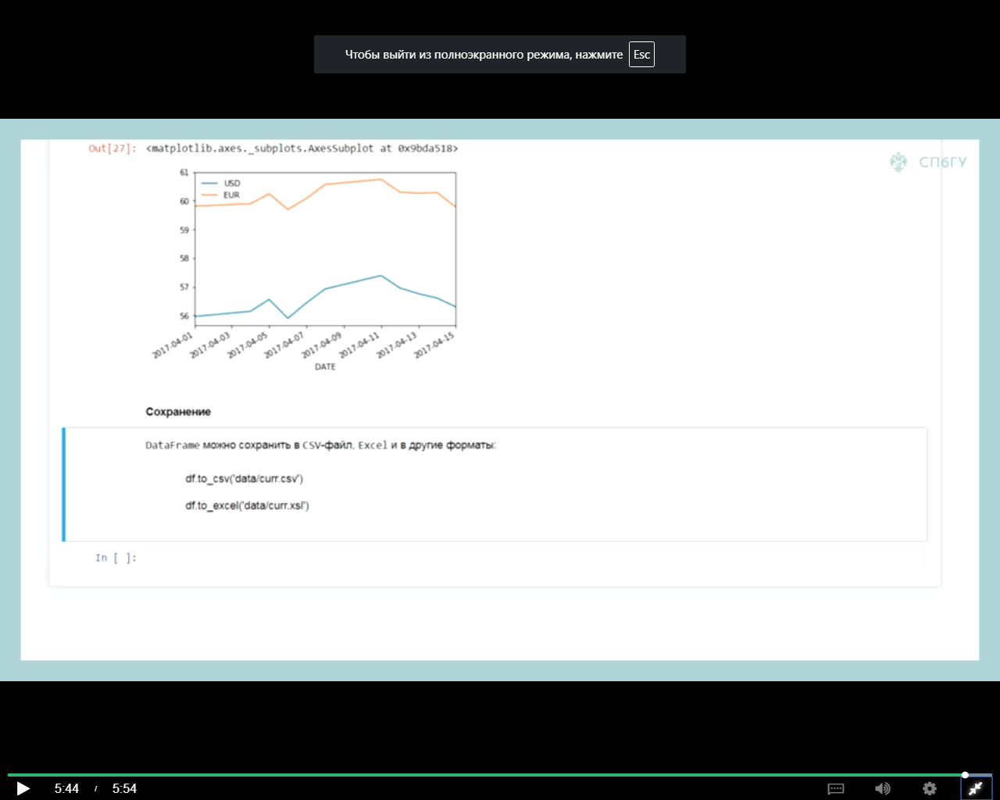 Чтобы выйти из полноэкранного режима, нажмите Esc
Out[27]: <matplotlib.axes._subplots.AxesSubplot at 0x9bda518>
СПбГУ
61
60
59
58
57
56
USD
EUR
2017-04-01
2017-04-03
2017-04-05
2017-04-07
2017-04-09
2017-04-11
2017-04-13
2017-04-15
DATE
Сохранение
DataFrame можно сохранить в CSV-файл, Excel и в другие форматы:
df.to_csv('data/curr.csv')
df.to_excel('data/curr.xsl')
In [ ]:
5:44 / 5:54